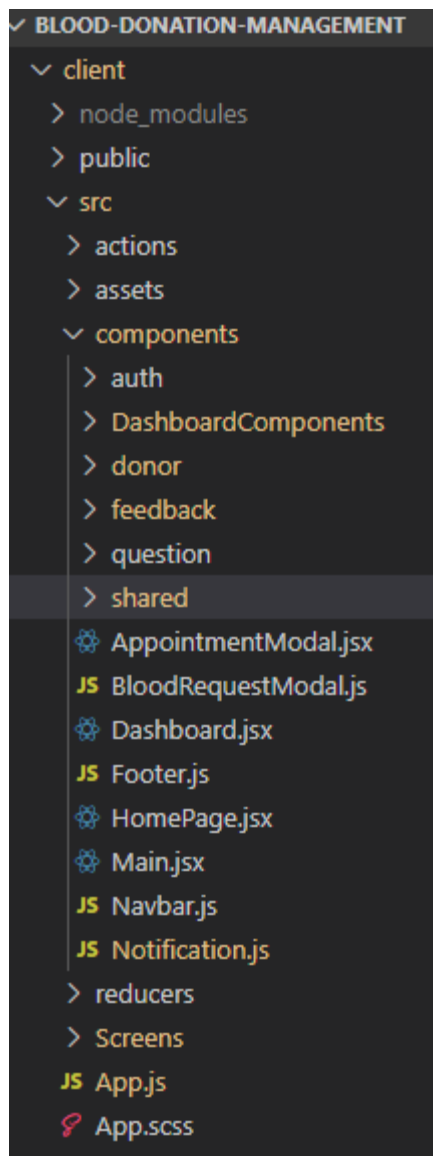 BLOOD-DONATION-MANAGEMENT
client
node_modules
public
src
actions
assets
components
auth
DashboardComponents
donor
feedback
question
shared
AppointmentModal.jsx
JS BloodRequestModal.js
Dashboard.jsx
JS Footer.js
HomePage.jsx
Main.jsx
JS Navbar.js
JS Notification.js
reducers
Screens
JS App.js
App.scss